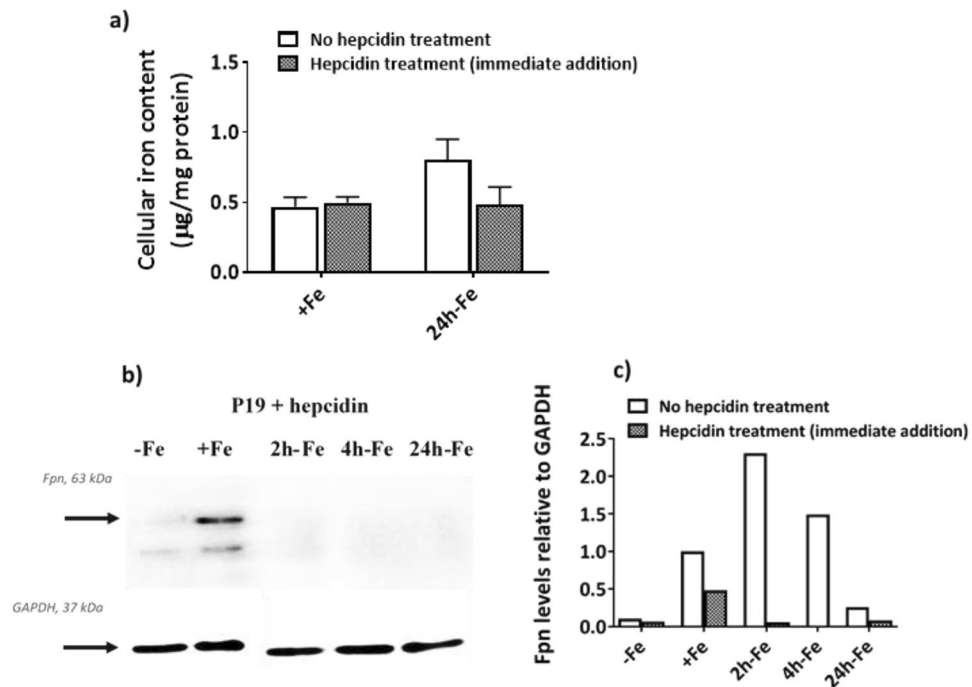 a)
No hepcidin treatment
Hepcidin treatment (immediate addition)
Cellular iron content
(µg/mg protein)
1.5
1.0
0.5
0.0
+Fe
24h-Fe
b)
P19 + hepcidin
-Fe +Fe 2h-Fe 4h-Fe 24h-Fe
Fpn, 63 kDa
GAPDH, 37 kDa
c)
No hepcidin treatment
Hepcidin treatment (immediate addition)
Fpn levels relative to GAPDH
2.5
2.0
1.5
1.0
0.5
0.0
-Fe
+Fe
2h-Fe
4h-Fe
24h-Fe